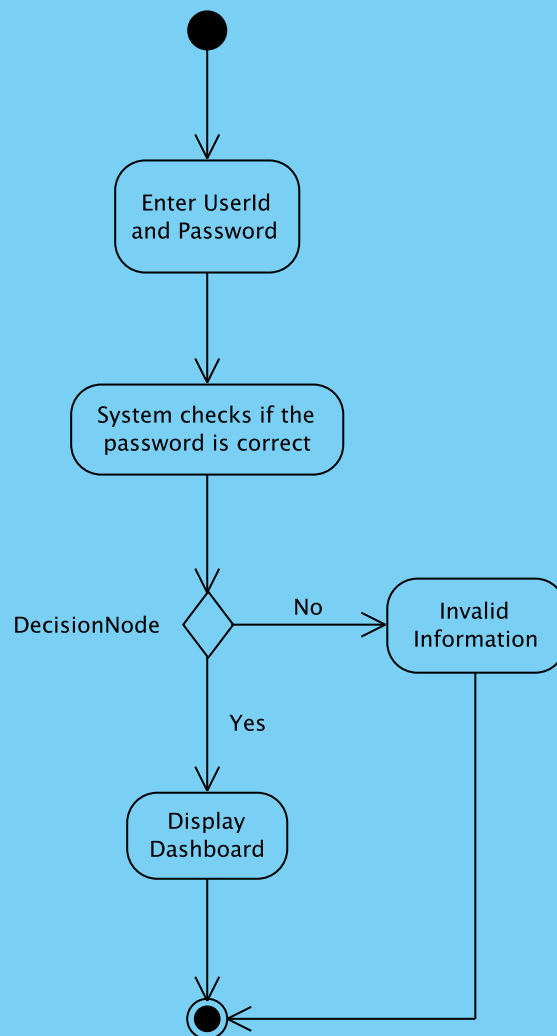 Enter UserId
and Password
System checks if the
password is correct
DecisionNode
No
Invalid
Information
Yes
Display
Dashboard